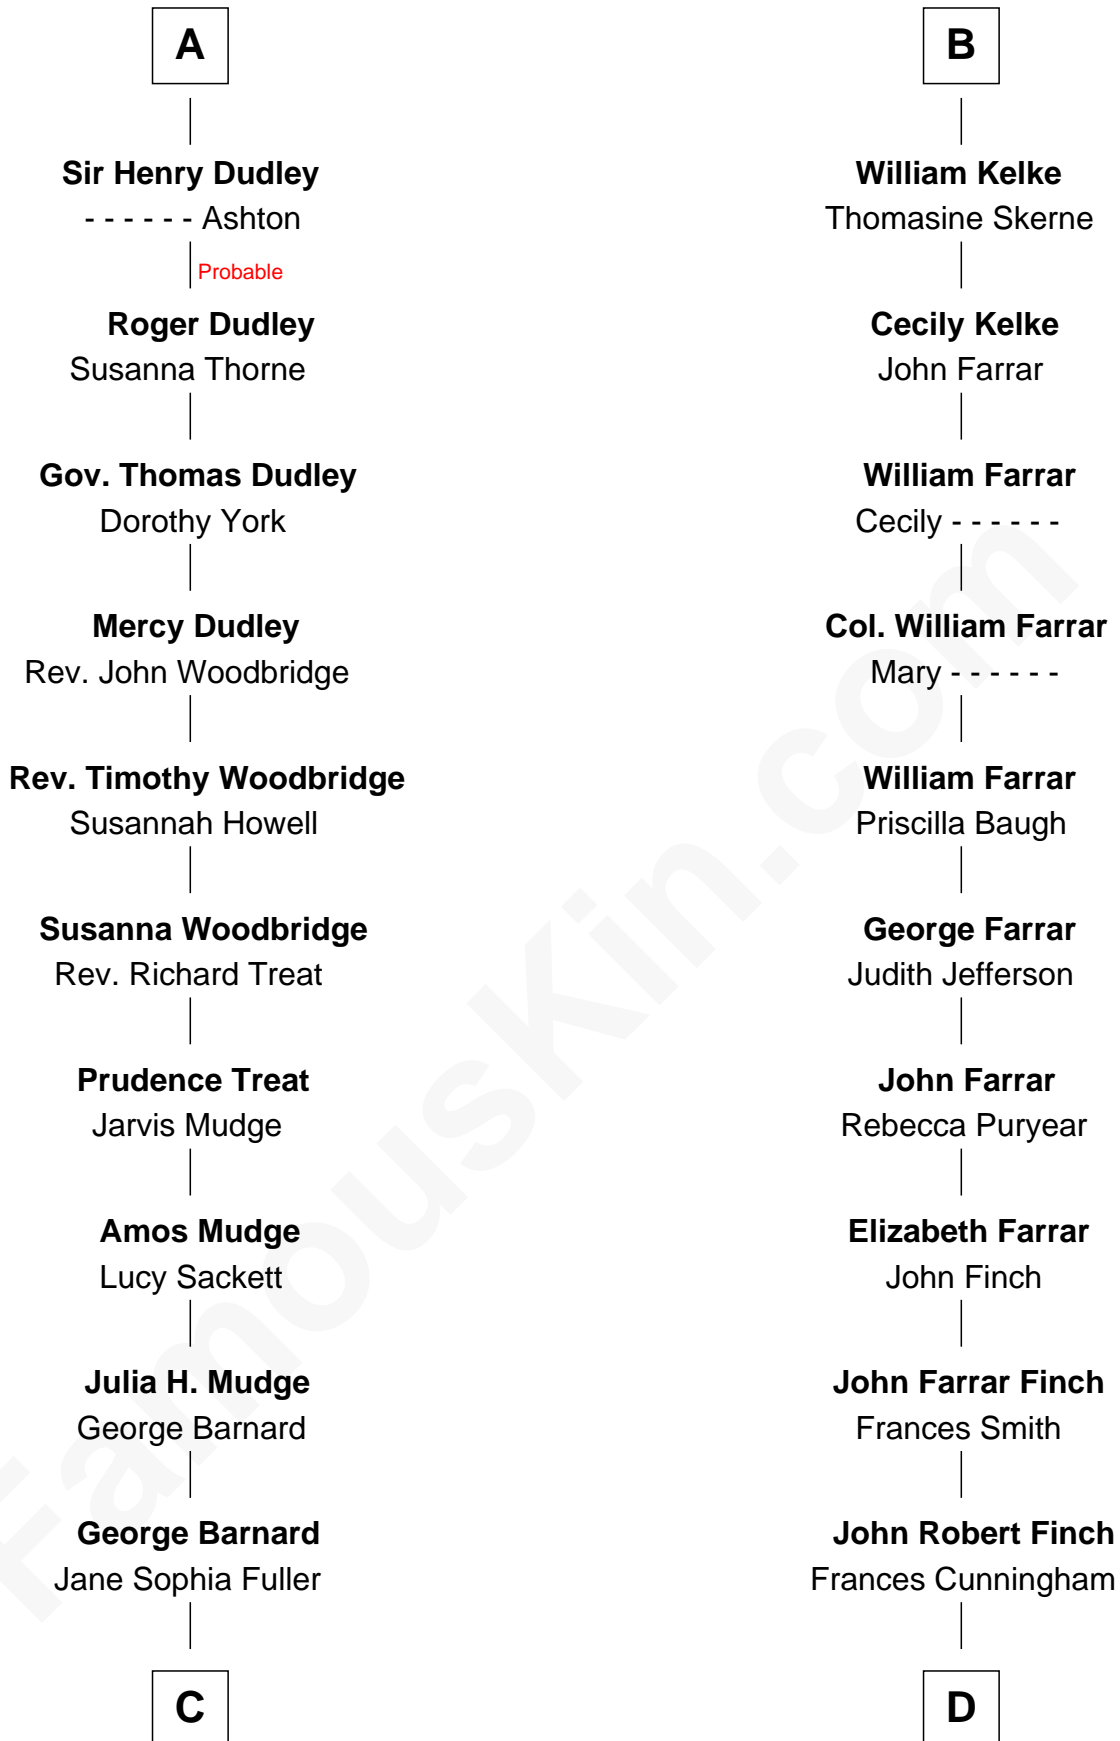 A
Sir Henry Dudley
- - - - - - Ashton
Probable
Roger Dudley
Susanna Thorne
Gov. Thomas Dudley
Dorothy York
Mercy Dudley
Rev. John Woodbridge
Rev. Timothy Woodbridge
Susannah Howell
Susanna Woodbridge
Rev. Richard Treat
Prudence Treat
Jarvis Mudge
Amos Mudge
Lucy Sackett
Julia H. Mudge
George Barnard
George Barnard
Jane Sophia Fuller
C
B
William Kelke
Thomasine Skerne
Cecily Kelke
John Farrar
William Farrar
Cecily - - - - - -
Col. William Farrar
Mary - - - - - -
William Farrar
Priscilla Baugh
George Farrar
Judith Jefferson
John Farrar
Rebecca Puryear
Elizabeth Farrar
John Finch
John Farrar Finch
Frances Smith
John Robert Finch
Frances Cunningham
D
FamousKin.com